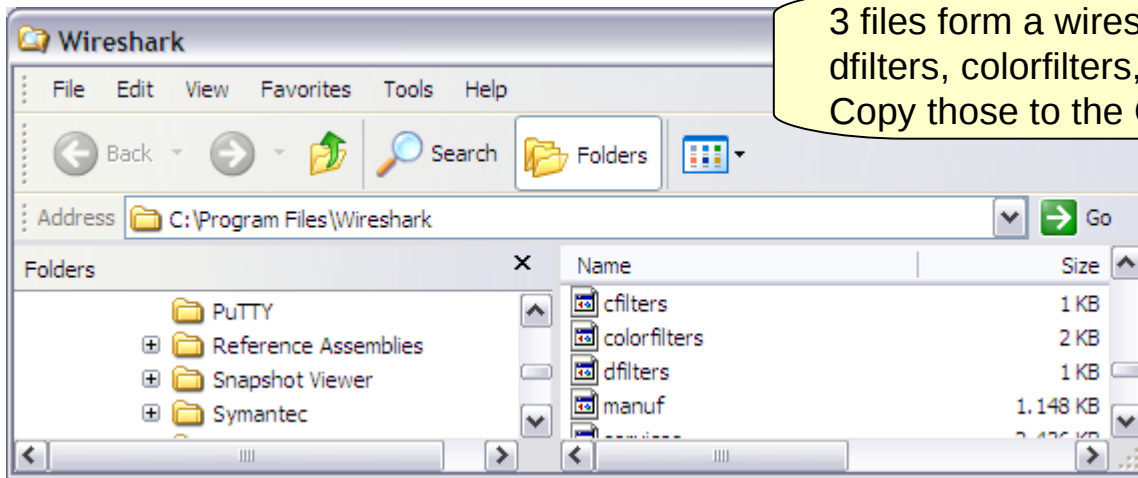 Wireshark
3 files form a wires
dfilters, colorfilters,
Copy those to the
File Edit View Favorites Tools Help
Back Search Folders
Address C:\Program Files\Wireshark Go
Folders × Name Size
PuTTY
Reference Assemblies
Snapshot Viewer
Symantec
cfilters 1 KB
colorfilters 2 KB
dfilters 1 KB
manuf 1.148 KB